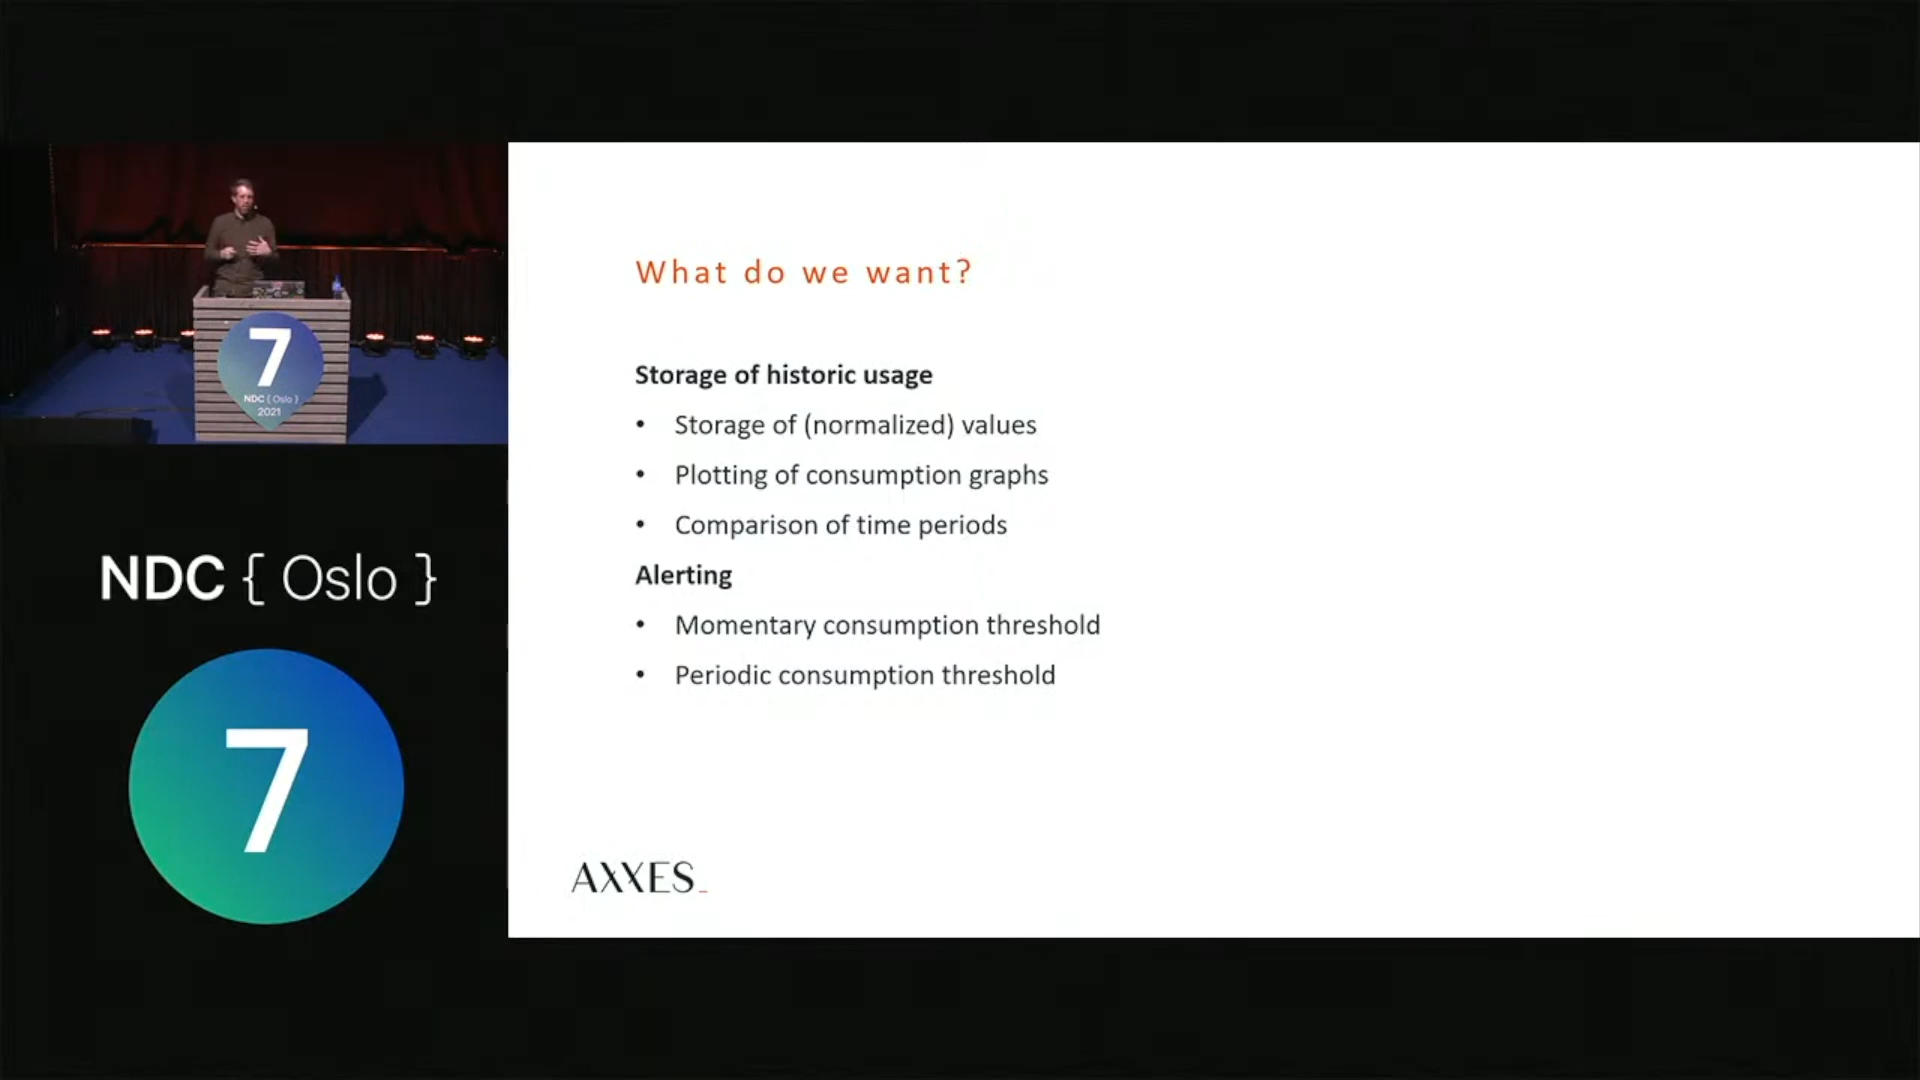 7
NDC { Oslo }
2021
NDC { Oslo }
7
What do we want?
Storage of historic usage
• Storage of (normalized) values
• Plotting of consumption graphs
• Comparison of time periods
Alerting
• Momentary consumption threshold
• Periodic consumption threshold
AXXES_